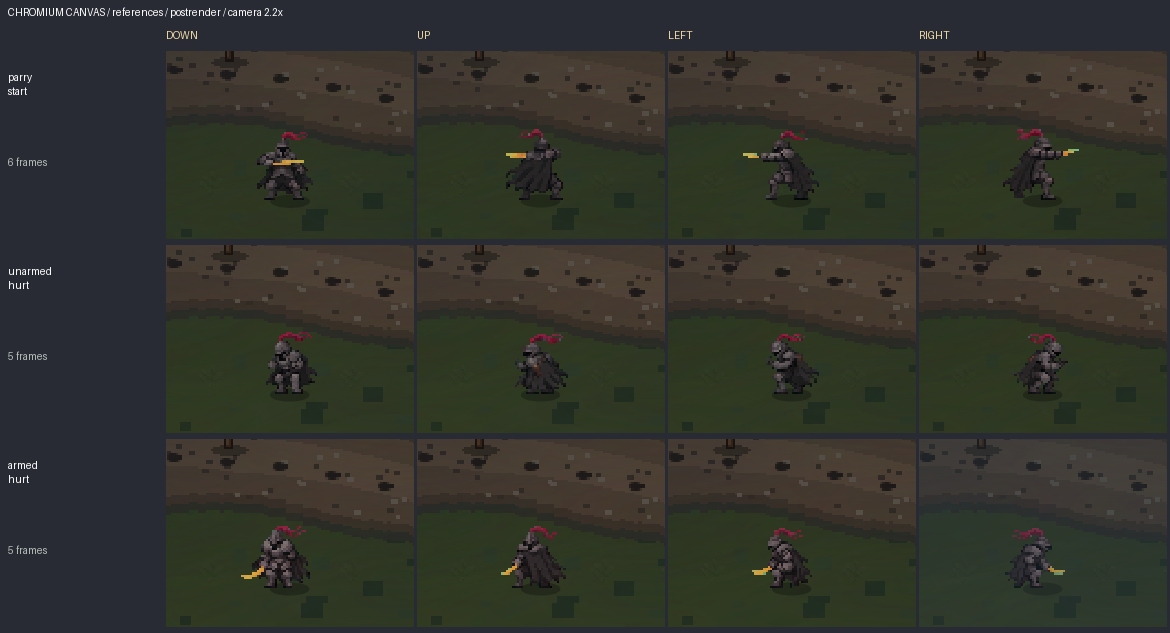 CHROMIUM CANVAS / references / postrender / camera 2.2x
DOWN UP LEFT RIGHT
parry
start
6 frames
unarmed
hurt
5 frames
armed
hurt
5 frames